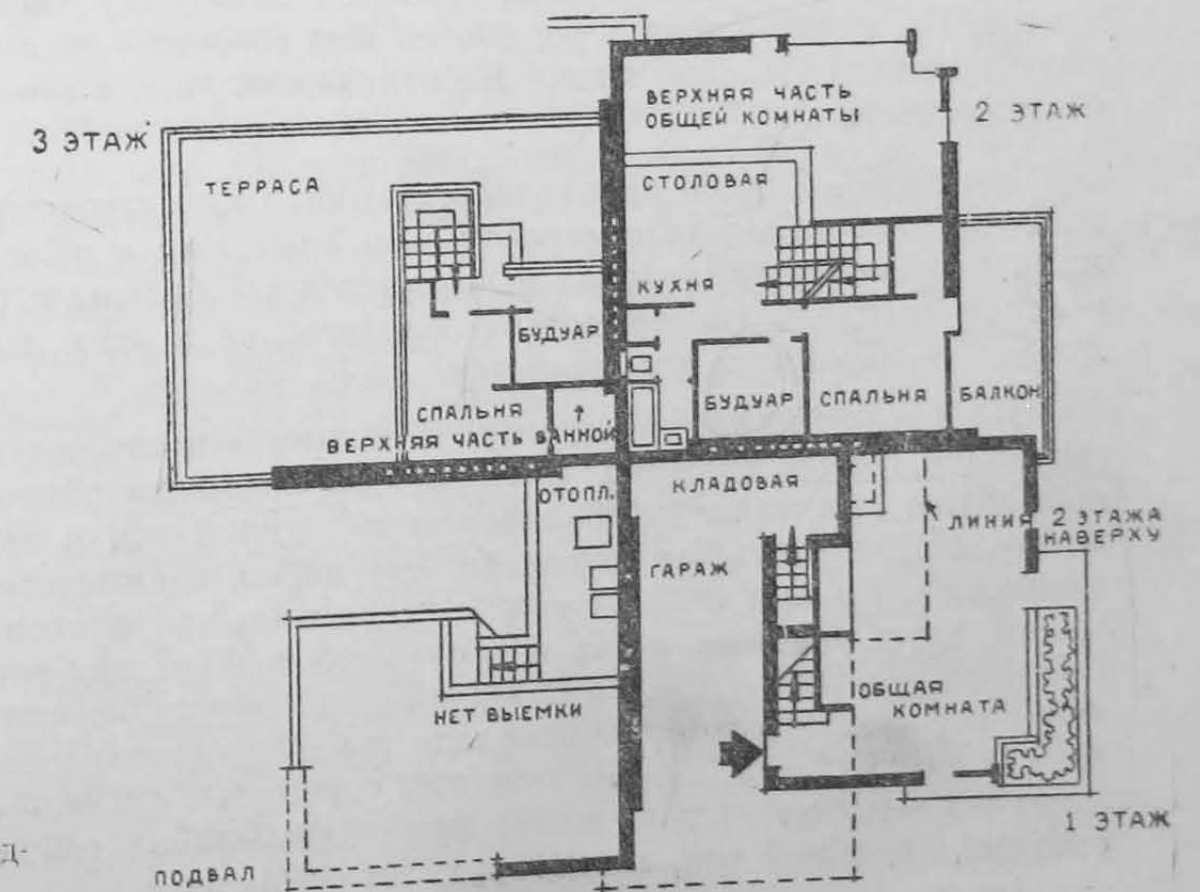 3 ЭТАЖ
ТЕРРАСА
БУДУАР
СПАЛЬНЯ
ВЕРХНЯЯ ЧАСТЬ ВАННОЙ
ВЕРХНЯЯ ЧАСТЬ
ОБЩЕЙ КОМНАТЫ
2 ЭТАЖ
СТОЛОВАЯ
КУХНЯ
БУДУАР
СПАЛЬНЯ
БАЛКОН
ОТОПЛ.
НЕТ ВЫЕМКИ
ПОДВАЛ
КЛАДОВАЯ
ГАРАЖ
ЛИНИЯ 2 ЭТАЖА
НАВЕРХУ
ОБЩАЯ
КОМНАТА
1 ЭТАЖ
д-